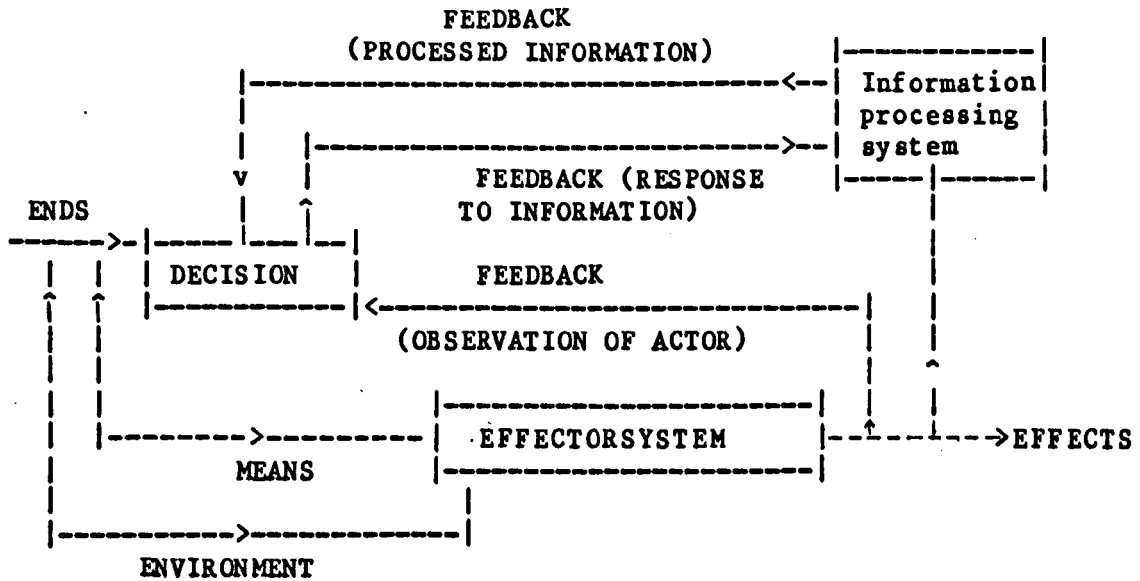 FEEDBACK
(PROCESSED INFORMATION)
Information
processing
system
FEEDBACK (RESPONSE
TO INFORMATION)
ENDS
DECISION
FEEDBACK
(OBSERVATION OF ACTOR)
EFFECTORSYSTEM
EFFECTS
MEANS
ENVIRONMENT